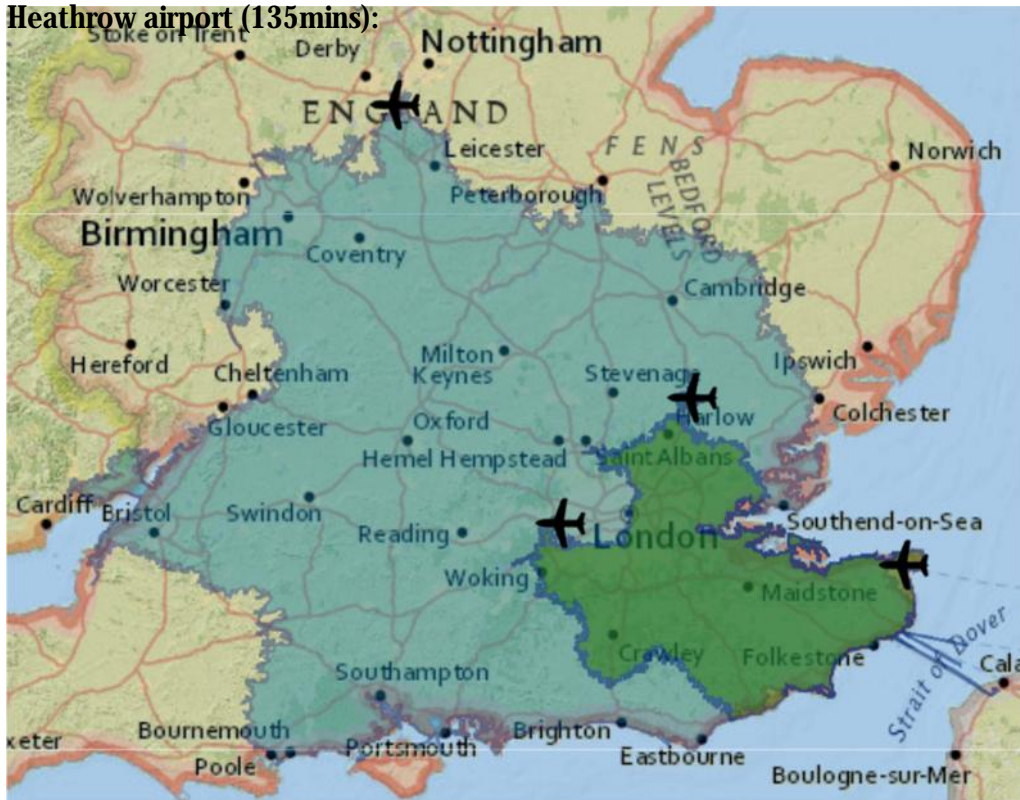 Heathrow airport (135mins):
Stoke on Trent
Derby
Nottingham
ENGLAND
Leicester
FENS
Norwich
Wolverhampton
Peterborough
BEDFORD
LEVELS
Birmingham
Coventry
Worcester
Cambridge
Hereford
Milton
Keynes
Stevenage
Ipswich
Cheltenham
Gloucester
Oxford
Harlow
Colchester
Hemel Hempstead
Saint Albans
Cardiff
Bristol
Swindon
Reading
London
Southend-on-Sea
Woking
Maidstone
Crawley
Folkestone
Strait of Dover
Cala
Southampton
Bournemouth
Portsmouth
Brighton
Eastbourne
xeter
Poole
Boulogne-sur-Mer